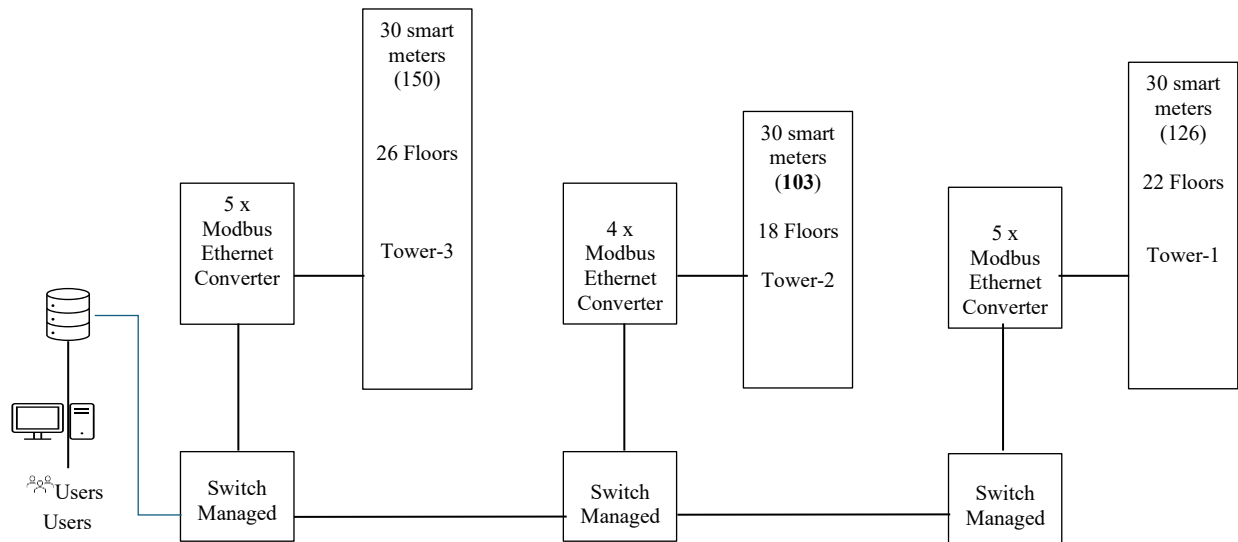 30 smart
meters
(150)
26 Floors
Tower-3
5 x
Modbus
Ethernet
Converter
30 smart
meters
(103)
18 Floors
Tower-2
4 x
Modbus
Ethernet
Converter
30 smart
meters
(126)
22 Floors
Tower-1
5 x
Modbus
Ethernet
Converter
Users
Users
Switch
Managed
Switch
Managed
Switch
Managed